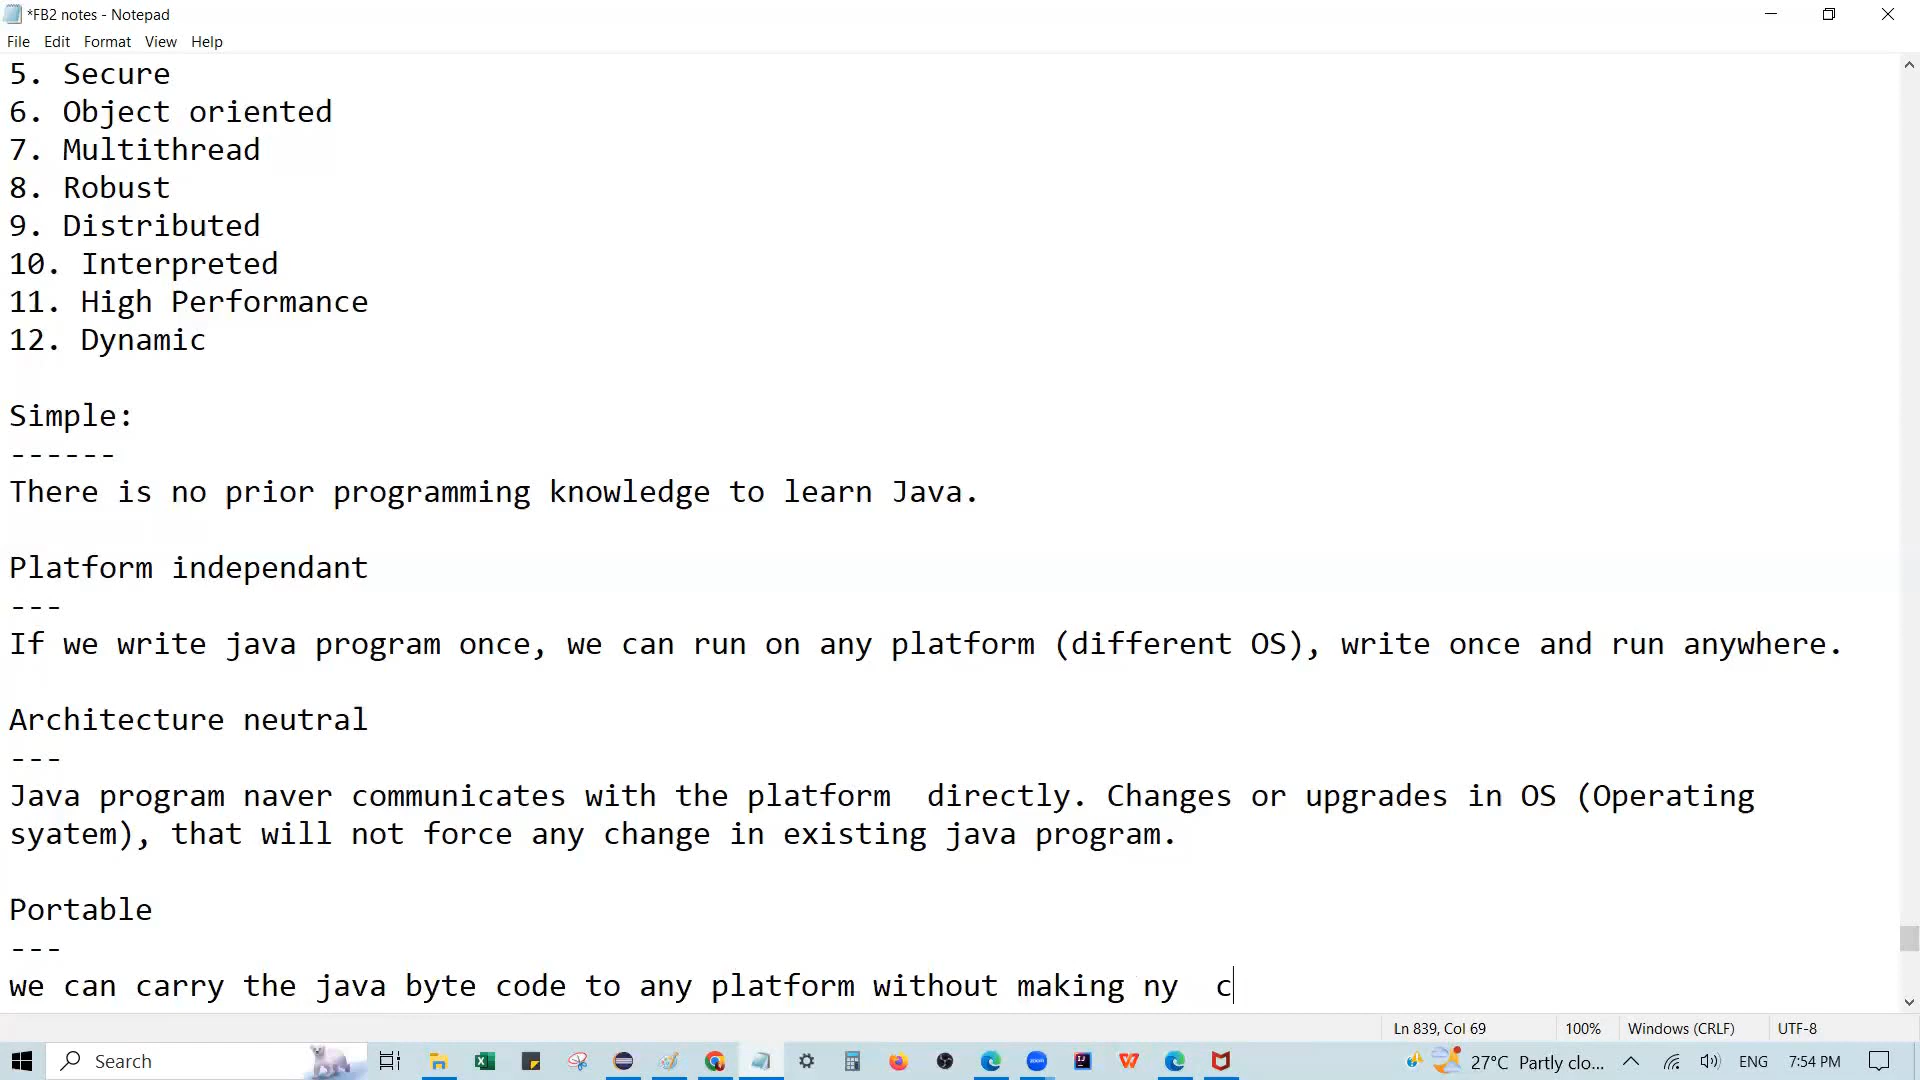 *FB2 notes - Notepad
File Edit Format View Help
5. Secure
6. Object oriented
7. Multithread
8. Robust
9. Distributed
10. Interpreted
11. High Performance
12. Dynamic
Simple:
------
There is no prior programming knowledge to learn Java.
Platform independant
---
If we write java program once, we can run on any platform (different OS), write once and run anywhere.
Architecture neutral
---
Java program naver communicates with the platform  directly. Changes or upgrades in OS (Operating
syatem), that will not force any change in existing java program.
Portable
---
we can carry the java byte code to any platform without making ny  c
Ln 839, Col 69 100% Windows (CRLF) UTF-8
Search 27°C Partly clo... ENG 7:54 PM